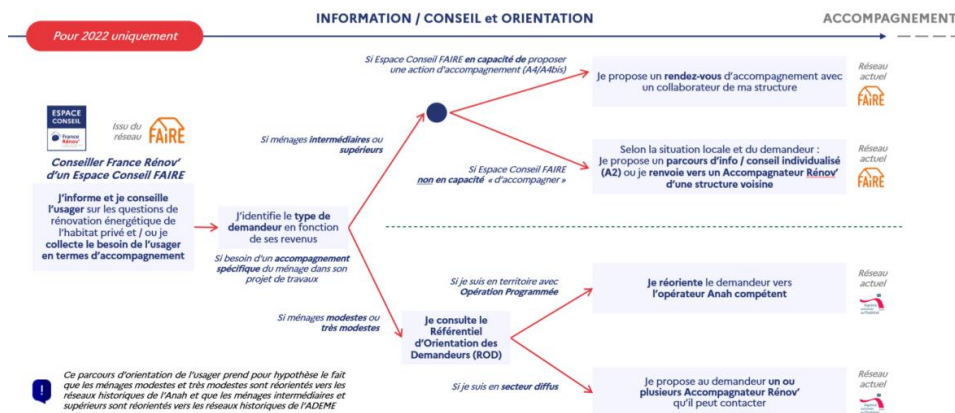 INFORMATION / CONSEIL et ORIENTATION
ACCOMPAGNEMENT
Pour 2022 uniquement
Si Espace Conseil FAIRE en capacité de proposer
une action d'accompagnement (A4/A4bis)
Je propose un rendez-vous d'accompagnement avec
un collaborateur de ma structure
Réseau
actuel
FAiRE
ESPACE
CONSEIL
France
Rénov'
Issu du
réseau
FAiRE
Si ménages intermédiaires ou
supérieurs
Conseiller France Rénov'
d'un Espace Conseil FAIRE
Si Espace Conseil FAIRE
non en capacité « d'accompagner »
Selon la situation locale et du demandeur :
Je propose un parcours d'info / conseil individualisé
(A2) ou je renvoie vers un Accompagnateur Rénov'
d'une structure voisine
Réseau
actuel
FAiRE
J'informe et je conseille
l'usager sur les questions de
rénovation énergétique de
l'habitat privé et / ou je
collecte le besoin de l'usager
en termes d'accompagnement
J'identifie le type de
demandeur en fonction
de ses revenus
Si besoin d'un accompagnement
spécifique du ménage dans son
projet de travaux
Si je suis en territoire avec
Opération Programmée
Je réoriente le demandeur vers
l'opérateur Anah compétent
Réseau
actuel
Si ménages modestes ou
très modestes
Je consulte le
Référentiel
d'Orientation des
Demandeurs (ROD)
Si je suis en secteur diffus
Je propose au demandeur un ou
plusieurs Accompagnateur Rénov'
qu'il peut contacter
Réseau
actuel
!
Ce parcours d'orientation de l'usager prend pour hypothèse le fait
que les ménages modestes et très modestes sont réorientés vers les
réseaux historiques de l'Anah et que les ménages intermédiaires et
supérieurs sont réorientés vers les réseaux historiques de l'ADEME